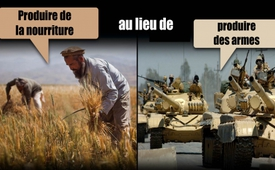 Produire de
la nourriture
au lieu de
produire
des armes